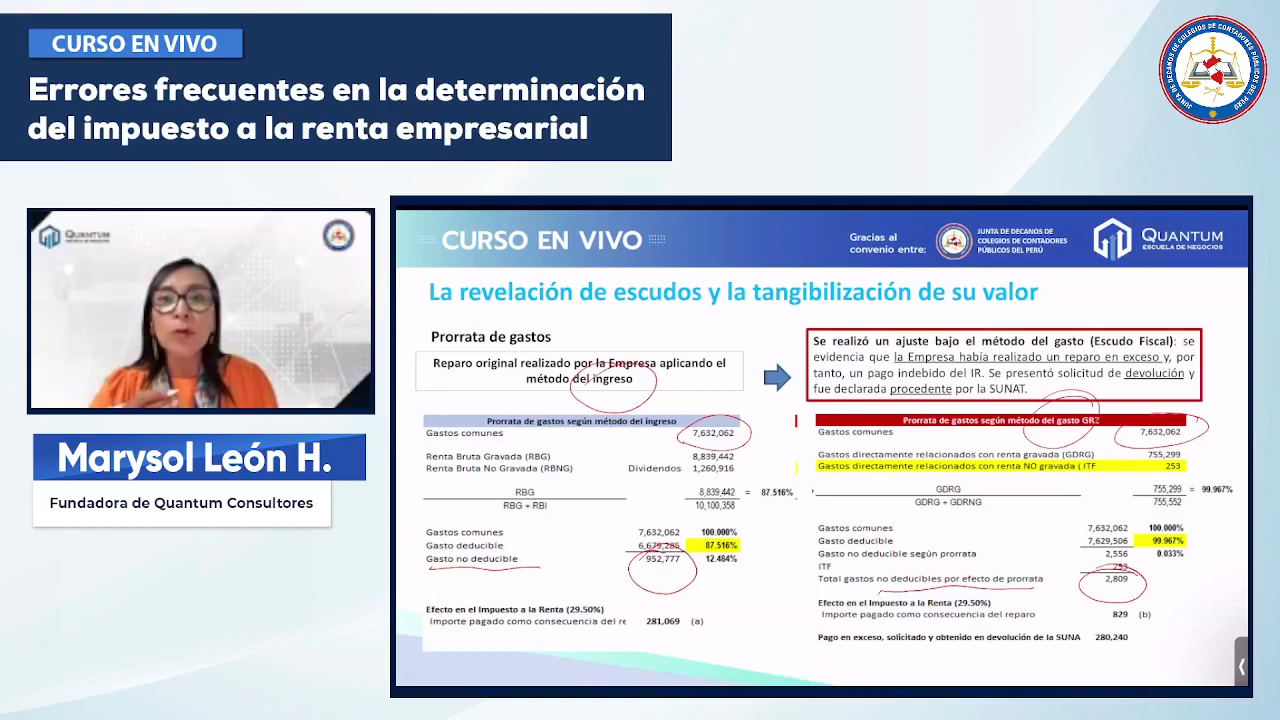 CURSO EN VIVO
Errores frecuentes en la determinación
del impuesto a la renta empresarial
JUNTA DE DECANOS DE COLEGIOS DE CONTADORES PÚBLICOS DEL PERÚ
QUANTUM
Marysol León H.
Fundadora de Quantum Consultores
CURSO EN VIVO
Gracias al
convenio entre:
JUNTA DE DECANOS DE
COLEGIOS DE CONTADORES
PÚBLICOS DEL PERÚ
QUANTUM
ESCUELA DE NEGOCIOS
La revelación de escudos y la tangibilización de su valor
Prorrata de gastos
Reparo original realizado por la Empresa aplicando el
método del ingreso
Se realizó un ajuste bajo el método del gasto (Escudo Fiscal): se
evidencia que la Empresa había realizado un reparo en exceso y, por
tanto, un pago indebido del IR. Se presentó solicitud de devolución y
fue declarada procedente por la SUNAT.
Prorrata de gastos según método del ingreso
Gastos comunes 7,632,062
Renta Bruta Gravada (RBG) 8,839,442
Renta Bruta No Gravada (RBNG) Dividendos 1,260,916
RBG 8,839,442 = 87.516%
RBG + RBI 10,100,358
Gastos comunes 7,632,062 100.000%
Gasto deducible 6,679,285 87.516%
Gasto no deducible 952,777 12.484%
Efecto en el Impuesto a la Renta (29.50%)
Importe pagado como consecuencia del re 281,069 (a)
Prorrata de gastos según método del gasto GR2
Gastos comunes 7,632,062
Gastos directamente relacionados con renta gravada (GDRG) 755,299
Gastos directamente relacionados con renta NO gravada ( ITF 253
GDRG 755,299 = 99.967%
GDRG + GDRNG 755,552
Gastos comunes 7,632,062 100.000%
Gasto deducible 7,629,506 99.967%
Gasto no deducible según prorrata 2,556 0.033%
ITF 253
Total gastos no deducibles por efecto de prorrata 2,809
Efecto en el Impuesto a la Renta (29.50%)
Importe pagado como consecuencia del reparo 829 (b)
Pago en exceso, solicitado y obtenido en devolución de la SUNA 280,240